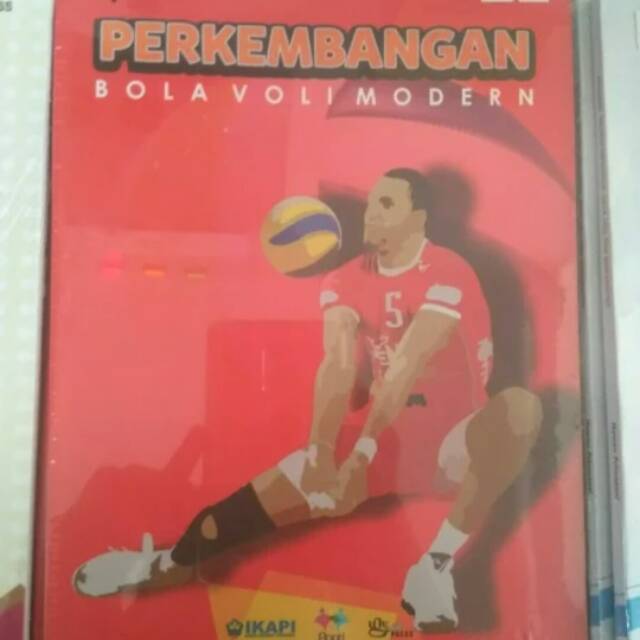 PERKEMBANGAN
BOLA VOLI MODERN
5
IKAPI